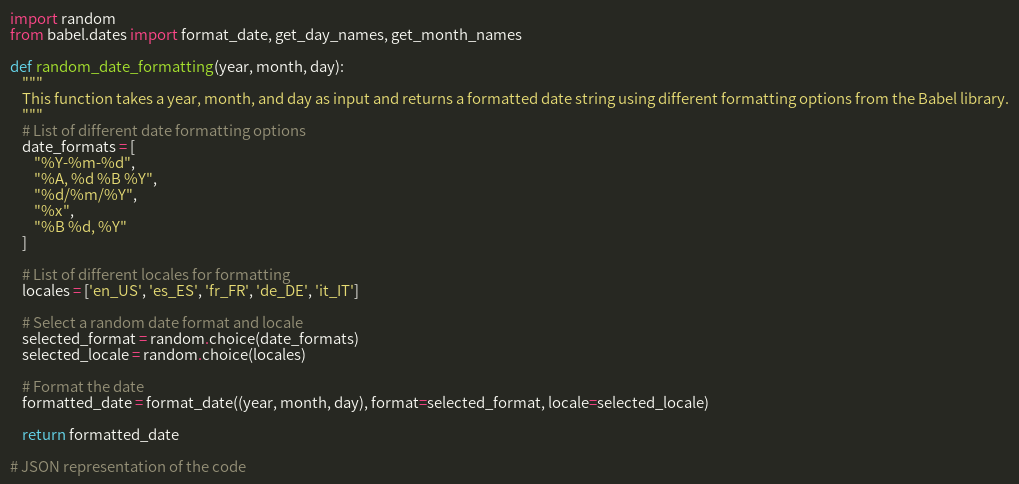 import random
from babel.dates import format_date, get_day_names, get_month_names

def random_date_formatting(year, month, day):
    """
    This function takes a year, month, and day as input and returns a formatted date string using different formatting options from the Babel library.
    """
    # List of different date formatting options
    date_formats = [
        "%Y-%m-%d",
        "%A, %d %B %Y",
        "%d/%m/%Y",
        "%x",
        "%B %d, %Y"
    ]

    # List of different locales for formatting
    locales = ['en_US', 'es_ES', 'fr_FR', 'de_DE', 'it_IT']

    # Select a random date format and locale
    selected_format = random.choice(date_formats)
    selected_locale = random.choice(locales)

    # Format the date
    formatted_date = format_date((year, month, day), format=selected_format, locale=selected_locale)

    return formatted_date

# JSON representation of the code